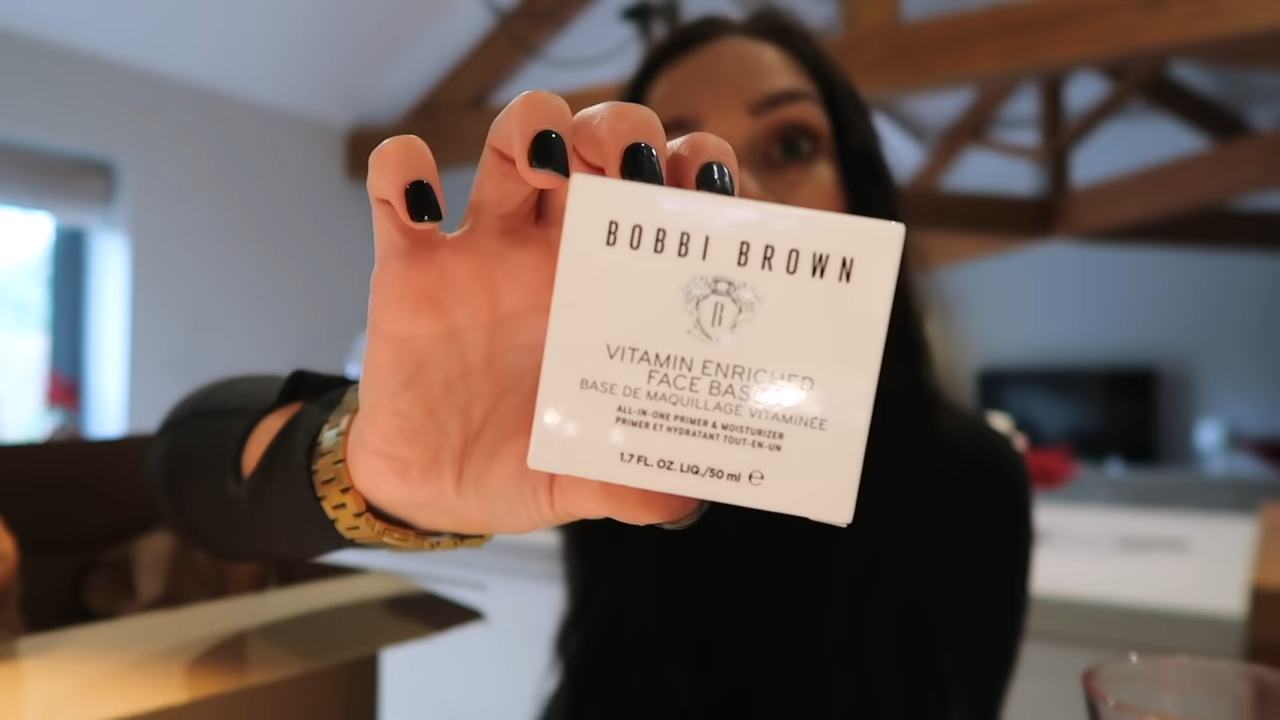 BOBBI BROWN
B
VITAMIN ENRICHED
FACE BASE
BASE DE MAQUILLAGE VITAMINÉE
ALL-IN-ONE PRIMER & MOISTURIZER
PRIMER ET HYDRATANT TOUT-EN-UN
1.7 FL. OZ. LIQ./50 ml ℮